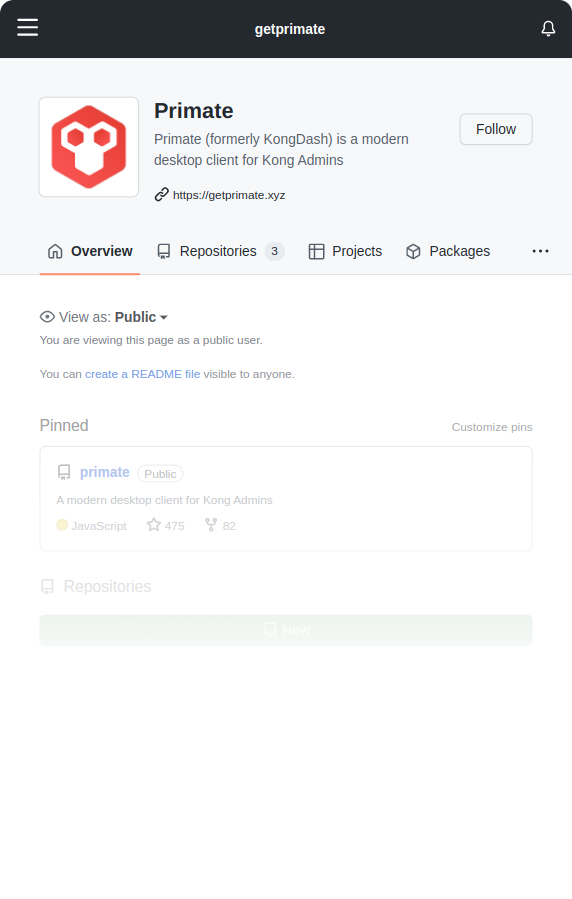 getprimate
Primate
Primate (formerly KongDash) is a modern
desktop client for Kong Admins
Follow
https://getprimate.xyz
Overview Repositories 3 Projects Packages
View as: Public
You are viewing this page as a public user.
You can create a README file visible to anyone.
Pinned Customize pins
primate Public
A modern desktop client for Kong Admins
JavaScript 475 82
Repositories
New